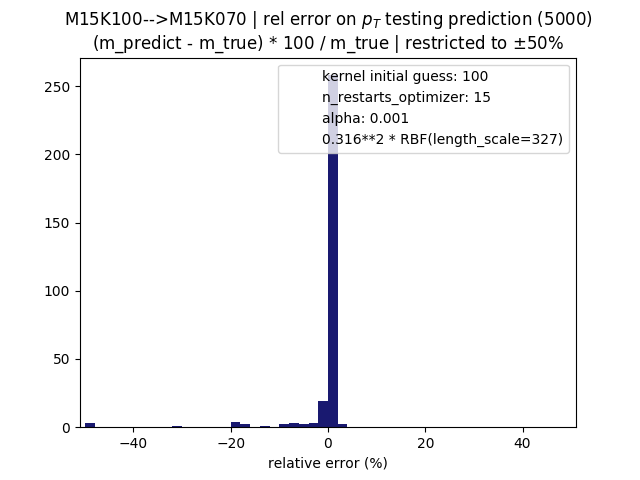 M15K100-->M15K070 | rel error on p_T testing prediction (5000)
(m_predict - m_true) * 100 / m_true | restricted to ±50%
kernel initial guess: 100
n_restarts_optimizer: 15
alpha: 0.001
0.316**2 * RBF(length_scale=327)
250
200
150
100
50
0
−40
−20
0
20
40
relative error (%)